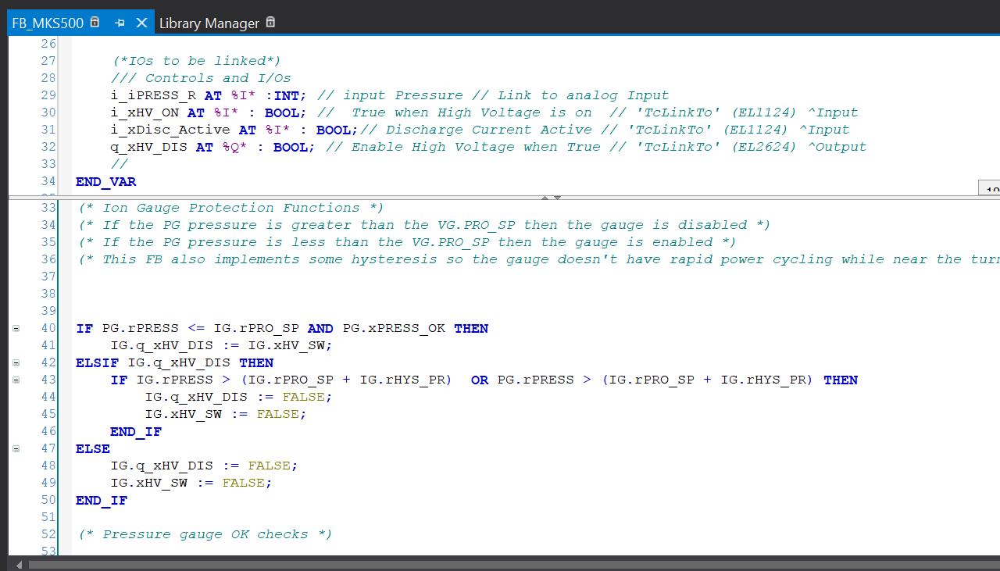 FB_MKS500 Library Manager
26
27 (*IOs to be linked*)
28 /// Controls and I/Os
29 i_iPRESS_R AT %I* :INT; // input Pressure // Link to analog Input
30 i_xHV_ON AT %I* : BOOL; //  True when High Voltage is on  // 'TcLinkTo' (EL1124) ^Input
31 i_xDisc_Active AT %I* : BOOL;// Discharge Current Active // 'TcLinkTo' (EL1124) ^Input
32 q_xHV_DIS AT %Q* : BOOL; // Enable High Voltage when True // 'TcLinkTo' (EL2624) ^Output
33 //
34 END_VAR
33 (* Ion Gauge Protection Functions *)
34 (* If the PG pressure is greater than the VG.PRO_SP then the gauge is disabled *)
35 (* If the PG pressure is less than the VG.PRO_SP then the gauge is enabled *)
36 (* This FB also implements some hysteresis so the gauge doesn't have rapid power cycling while near the turn
37
38
39
40 IF PG.rPRESS <= IG.rPRO_SP AND PG.xPRESS_OK THEN
41 IG.q_xHV_DIS := IG.xHV_SW;
42 ELSIF IG.q_xHV_DIS THEN
43 IF IG.rPRESS > (IG.rPRO_SP + IG.rHYS_PR)  OR PG.rPRESS > (IG.rPRO_SP + IG.rHYS_PR) THEN
44 IG.q_xHV_DIS := FALSE;
45 IG.xHV_SW := FALSE;
46 END_IF
47 ELSE
48 IG.q_xHV_DIS := FALSE;
49 IG.xHV_SW := FALSE;
50 END_IF
51
52 (* Pressure gauge OK checks *)
53